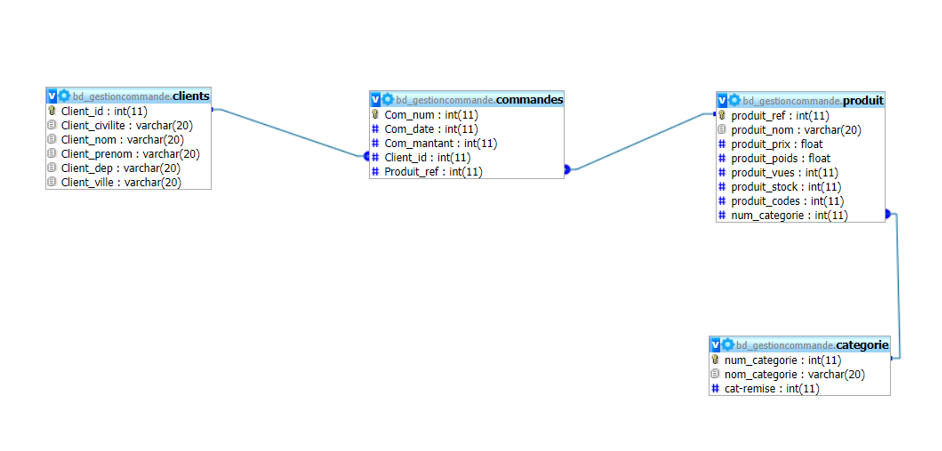 bd_gestioncommande.clients
Client_id : int(11)
Client_civilite : varchar(20)
Client_nom : varchar(20)
Client_prenom : varchar(20)
Client_dep : varchar(20)
Client_ville : varchar(20)
bd_gestioncommande.commandes
Com_num : int(11)
Com_date : int(11)
Com_mantant : int(11)
Client_id : int(11)
Produit_ref : int(11)
bd_gestioncommande.produit
produit_ref : int(11)
produit_nom : varchar(20)
produit_prix : float
produit_poids : float
produit_vues : int(11)
produit_stock : int(11)
produit_codes : int(11)
num_categorie : int(11)
bd_gestioncommande.categorie
num_categorie : int(11)
nom_categorie : varchar(20)
cat-remise : int(11)